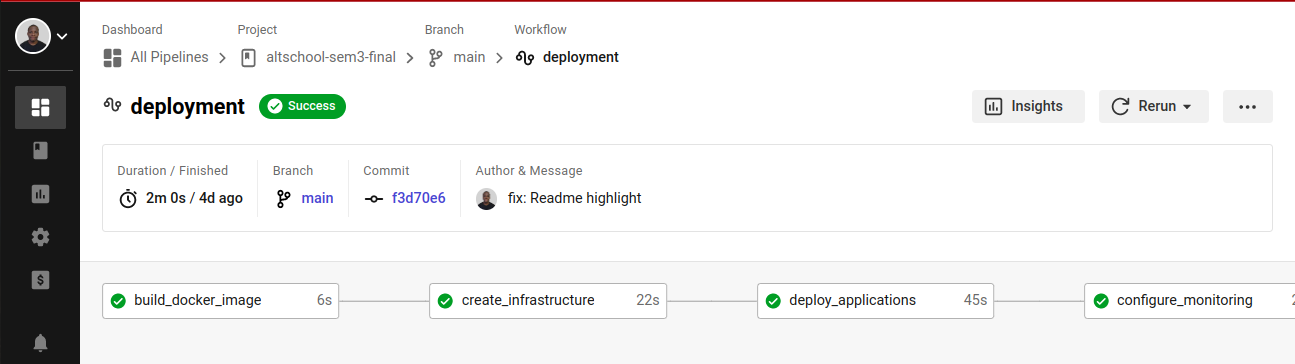 Dashboard Project Branch Workflow
All Pipelines altschool-sem3-final main deployment
deployment Success Insights Rerun
Duration / Finished Branch Commit Author & Message
2m 0s / 4d ago main f3d70e6 fix: Readme highlight
build_docker_image 6s create_infrastructure 22s deploy_applications 45s configure_monitoring